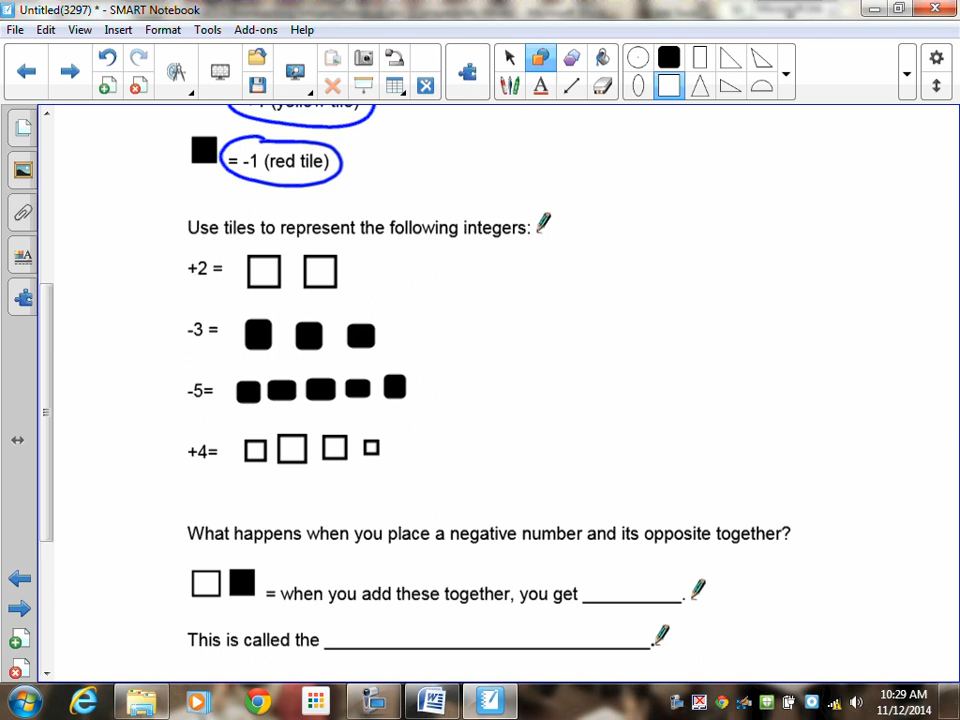 Untitled(3297) * - SMART Notebook
File Edit View Insert Format Tools Add-ons Help
(yellow tile)
= -1 (red tile)
Use tiles to represent the following integers:
+2 =
-3 =
-5=
+4=
What happens when you place a negative number and its opposite together?
= when you add these together, you get __________.
This is called the ________________________________.
10:29 AM
11/12/2014